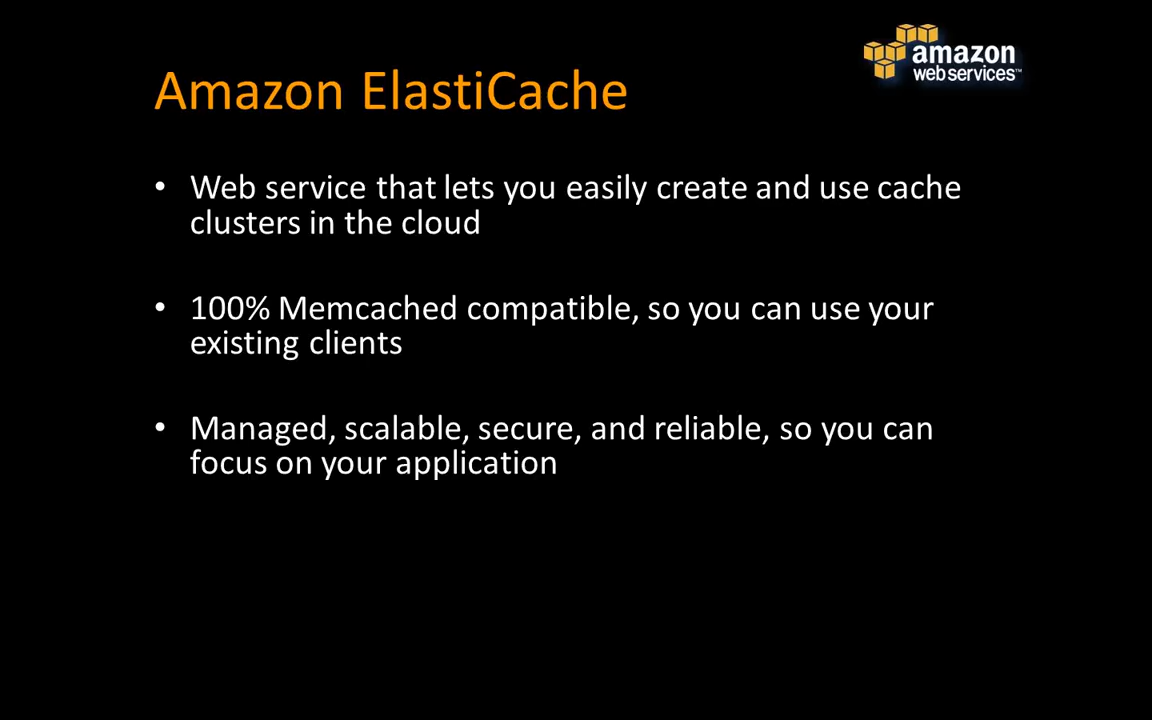 amazon
webservices™
Amazon ElastiCache
• Web service that lets you easily create and use cache
clusters in the cloud
• 100% Memcached compatible, so you can use your
existing clients
• Managed, scalable, secure, and reliable, so you can
focus on your application